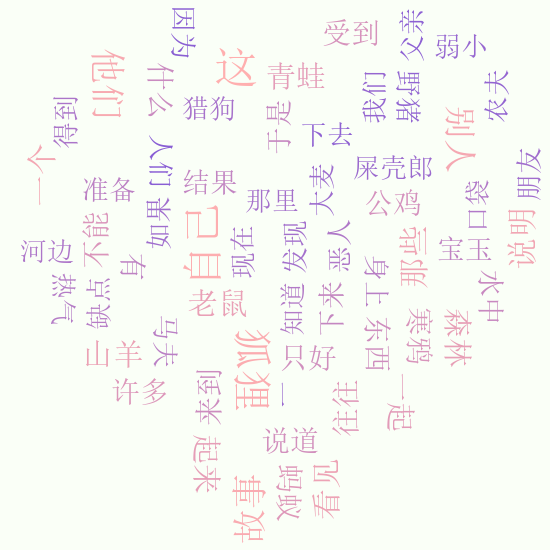 因为
受到
父亲
弱小
他们
什么
这
青蛙
我们
野猪
农夫
得到
猎狗
于是
下去
别人
一个
人们
准备
结果
那里
大麦
屎壳郎
公鸡
口袋
朋友
不能
如果
自己
现在
发现
恶人
那带
宝玉
说明
河边
热气
缺点
有
老鼠
知道
下来
身上
水中
山羊
马夫
狐狸
一
只好
东西
寒鸦
森林
许多
来到
往往
一起
起来
说道
故事
蚂蚁
看见